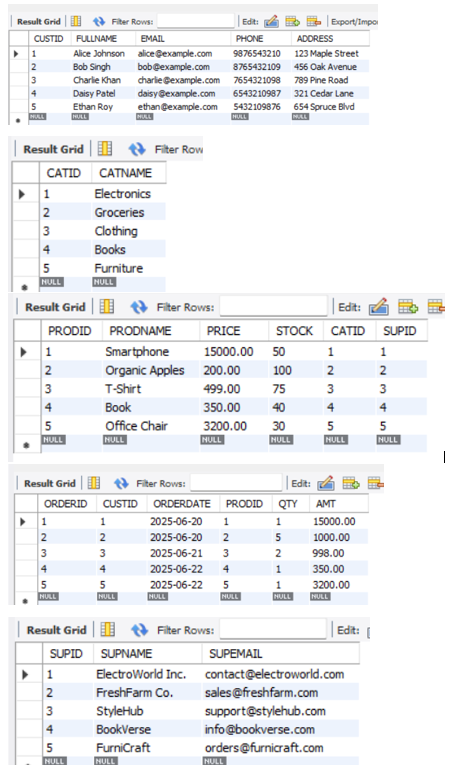 Result Grid Filter Rows: Edit: Export/Impor
CUSTID FULLNAME EMAIL PHONE ADDRESS
1 Alice Johnson alice@example.com 9876543210 123 Maple Street
2 Bob Singh bob@example.com 8765432109 456 Oak Avenue
3 Charlie Khan charlie@example.com 7654321098 789 Pine Road
4 Daisy Patel daisy@example.com 6543210987 321 Cedar Lane
5 Ethan Roy ethan@example.com 5432109876 654 Spruce Blvd
NULL NULL NULL NULL NULL
Result Grid Filter Row
CATID CATNAME
1 Electronics
2 Groceries
3 Clothing
4 Books
5 Furniture
NULL NULL
Result Grid Filter Rows: Edit:
PRODID PRODNAME PRICE STOCK CATID SUPID
1 Smartphone 15000.00 50 1 1
2 Organic Apples 200.00 100 2 2
3 T-Shirt 499.00 75 3 3
4 Book 350.00 40 4 4
5 Office Chair 3200.00 30 5 5
NULL NULL NULL NULL NULL NULL
Result Grid Filter Rows: Edit:
ORDERID CUSTID ORDERDATE PRODID QTY AMT
1 1 2025-06-20 1 1 15000.00
2 2 2025-06-20 2 5 1000.00
3 3 2025-06-21 3 2 998.00
4 4 2025-06-22 4 1 350.00
5 5 2025-06-22 5 1 3200.00
NULL NULL NULL NULL NULL NULL
Result Grid Filter Rows: Edit:
SUPID SUPNAME SUPEMAIL
1 ElectroWorld Inc. contact@electroworld.com
2 FreshFarm Co. sales@freshfarm.com
3 StyleHub support@stylehub.com
4 BookVerse info@bookverse.com
5 FurniCraft orders@furnicraft.com
NULL NULL NULL